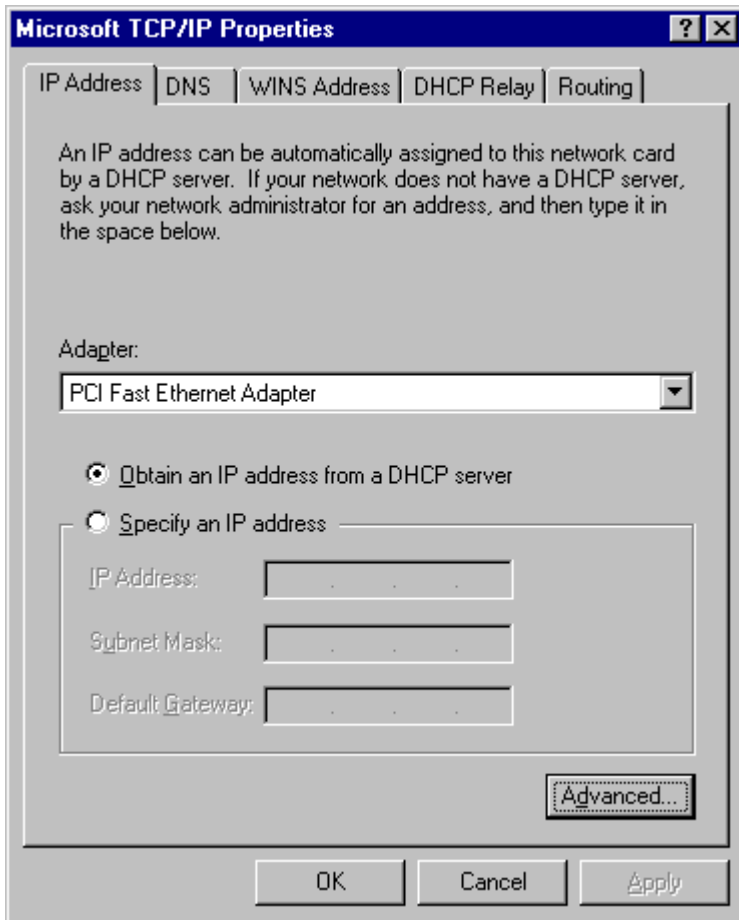 Microsoft TCP/IP Properties
IP Address DNS WINS Address DHCP Relay Routing
An IP address can be automatically assigned to this network card
by a DHCP server. If your network does not have a DHCP server,
ask your network administrator for an address, and then type it in
the space below.
Adapter:
PCI Fast Ethernet Adapter
Obtain an IP address from a DHCP server
Specify an IP address
IP Address: . . .
Subnet Mask: . . .
Default Gateway: . . .
Advanced...
OK Cancel Apply